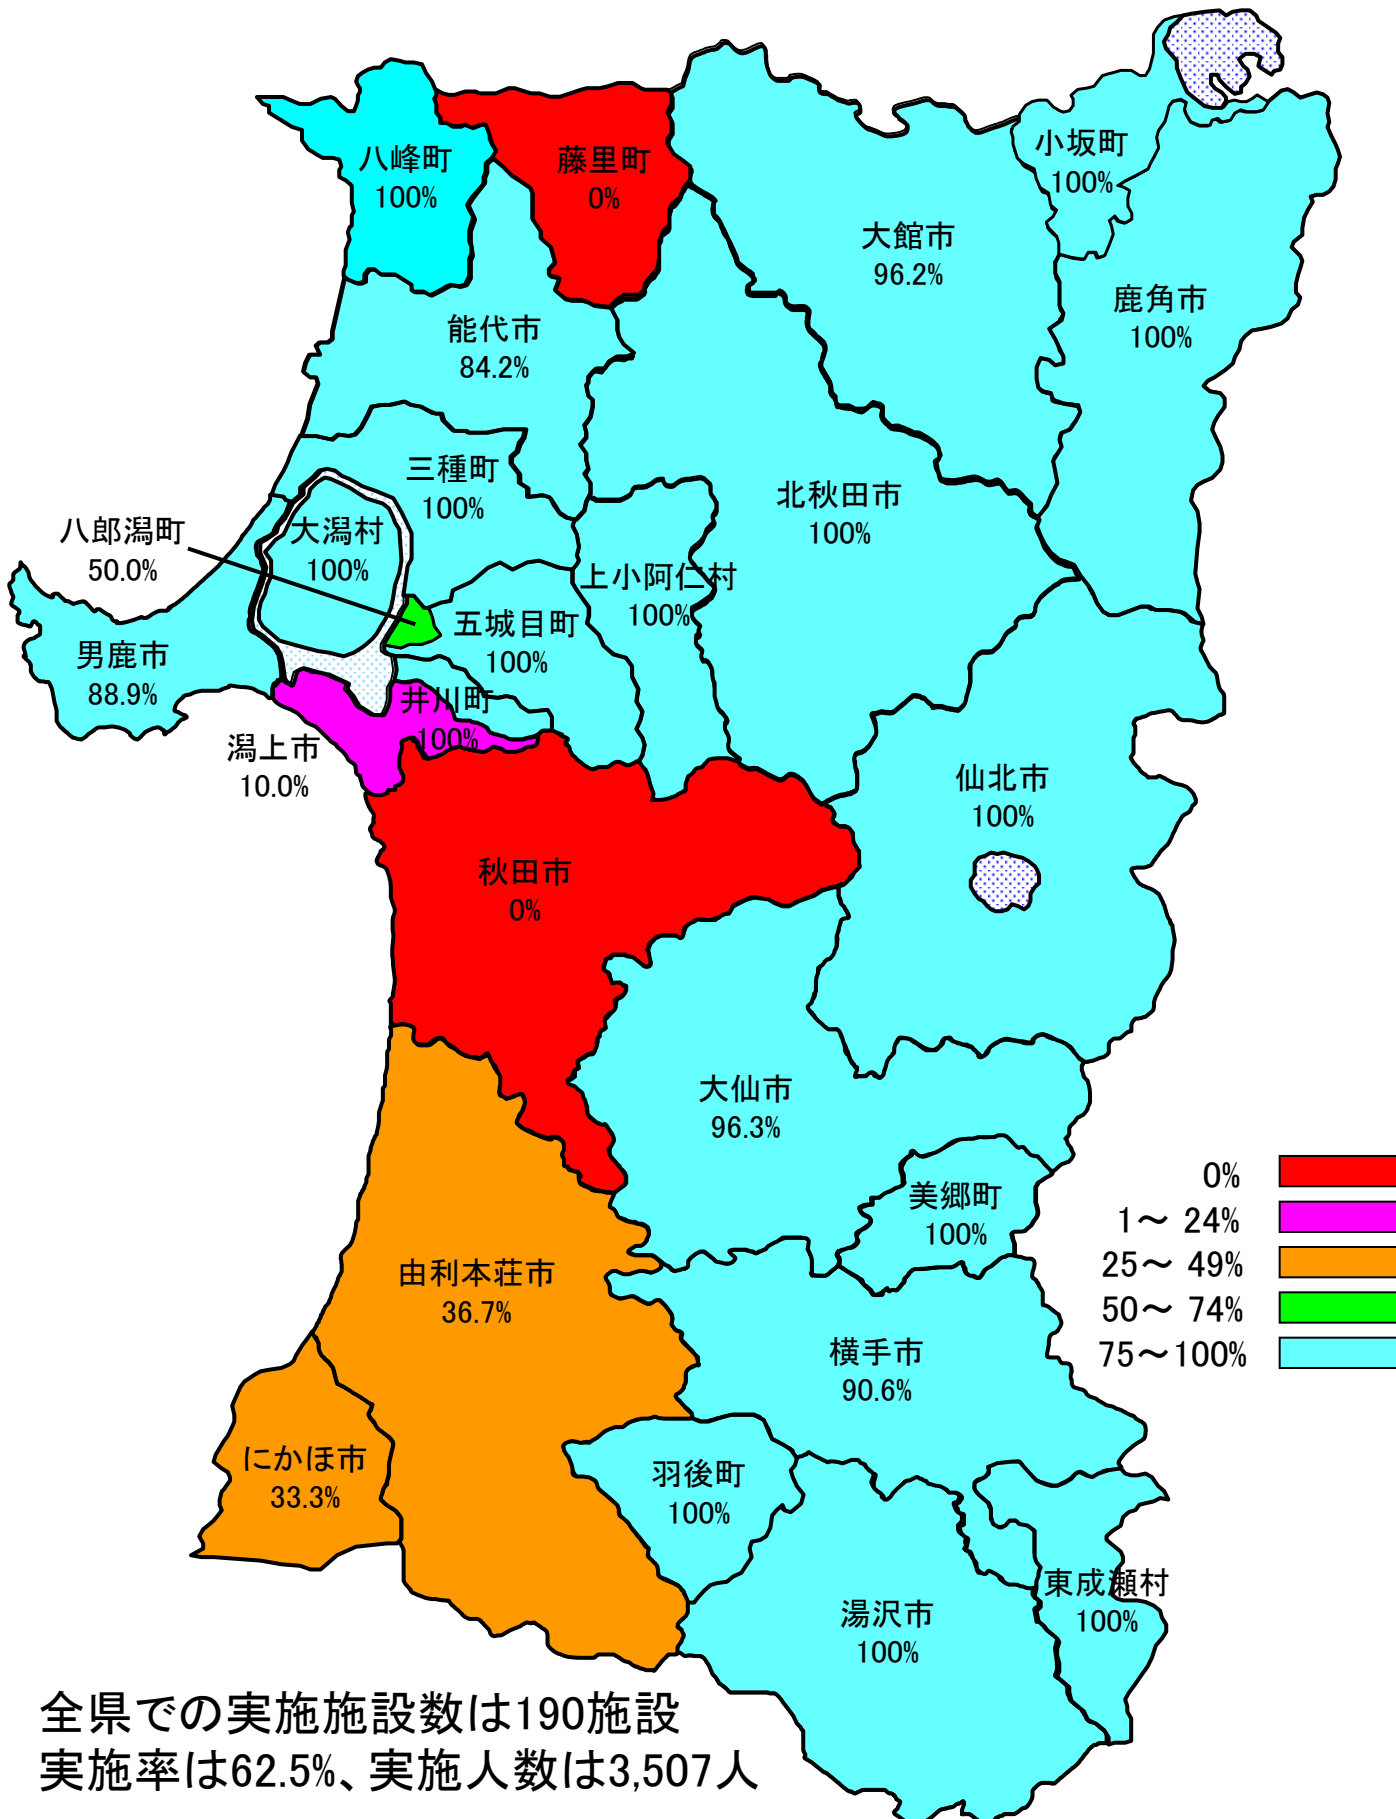 八峰町
100%
藤里町
0%
小坂町
100%
大館市
96.2%
鹿角市
100%
能代市
84.2%
三種町
100%
北秋田市
100%
八郎潟町
50.0%
大潟村
100%
上小阿仁村
100%
五城目町
100%
男鹿市
88.9%
井川町
100%
潟上市
10.0%
仙北市
100%
秋田市
0%
大仙市
96.3%
美郷町
100%
0%
1～ 24%
25～ 49%
50～ 74%
75～100%
由利本荘市
36.7%
横手市
90.6%
にかほ市
33.3%
羽後町
100%
東成瀬村
100%
湯沢市
100%
全県での実施施設数は190施設
実施率は62.5%、実施人数は3,507人